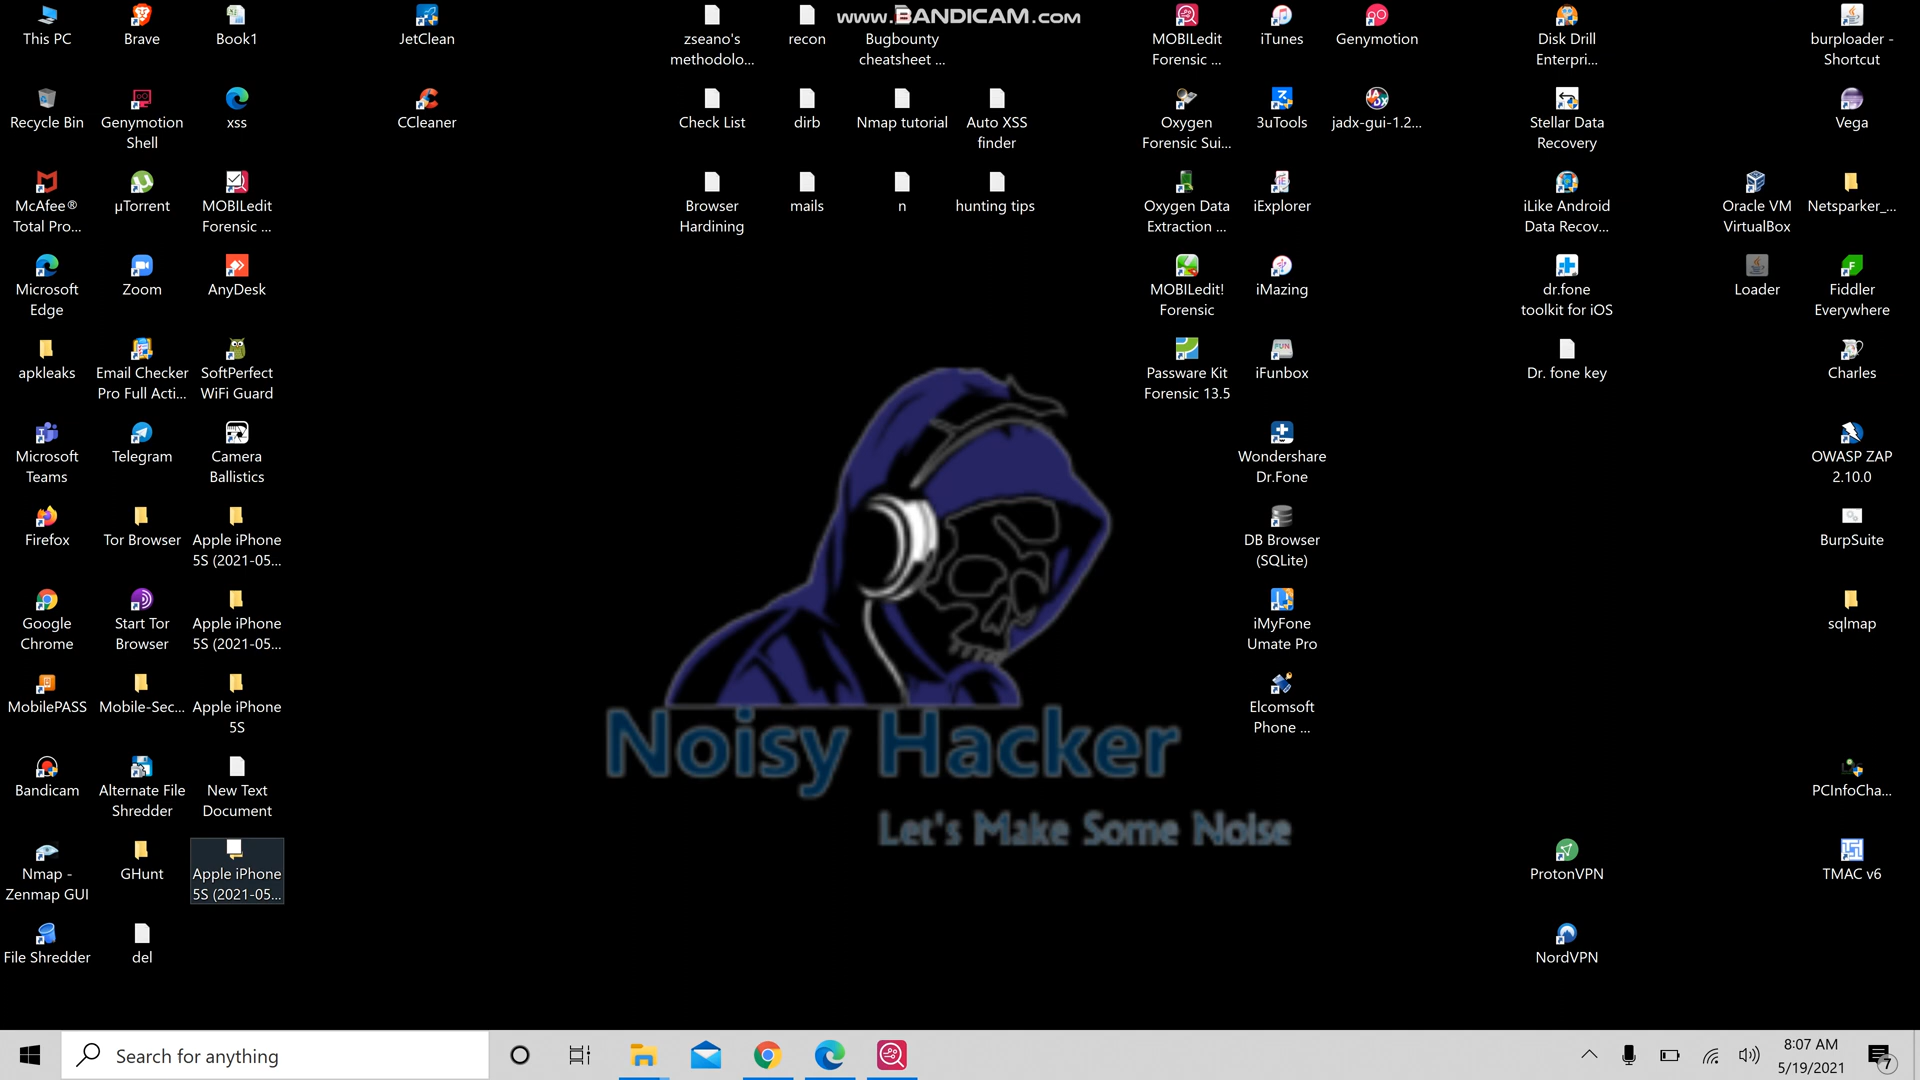 www.BANDICAM.com
This PC
Brave
Book1
JetClean
zseano's
methodolo...
recon
Bugbounty
cheatsheet ...
MOBILedit
Forensic ...
iTunes
Genymotion
Disk Drill
Enterpri...
burploader -
Shortcut
Recycle Bin
Genymotion
Shell
xss
CCleaner
Check List
dirb
Nmap tutorial
Auto XSS
finder
Oxygen
Forensic Sui...
3uTools
jadx-gui-1.2...
Stellar Data
Recovery
Vega
McAfee®
Total Pro...
µTorrent
MOBILedit
Forensic ...
Browser
Hardining
mails
n
hunting tips
Oxygen Data
Extraction ...
iExplorer
iLike Android
Data Recov...
Oracle VM
VirtualBox
Netsparker_...
Microsoft
Edge
Zoom
AnyDesk
MOBILedit!
Forensic
iMazing
dr.fone
toolkit for iOS
Loader
Fiddler
Everywhere
apkleaks
Email Checker
Pro Full Acti...
SoftPerfect
WiFi Guard
Passware Kit
Forensic 13.5
iFunbox
Dr. fone key
Charles
Microsoft
Teams
Telegram
Camera
Ballistics
Wondershare
Dr.Fone
OWASP ZAP
2.10.0
Firefox
Tor Browser
Apple iPhone
5S (2021-05...
DB Browser
(SQLite)
BurpSuite
Google
Chrome
Start Tor
Browser
Apple iPhone
5S (2021-05...
iMyFone
Umate Pro
sqlmap
MobilePASS
Mobile-Sec...
Apple iPhone
5S
Elcomsoft
Phone ...
Noisy Hacker
Let's Make Some Noise
Bandicam
Alternate File
Shredder
New Text
Document
PCInfoCha...
Nmap -
Zenmap GUI
GHunt
Apple iPhone
5S (2021-05...
ProtonVPN
TMAC v6
File Shredder
del
NordVPN
Search for anything
8:07 AM
5/19/2021
7